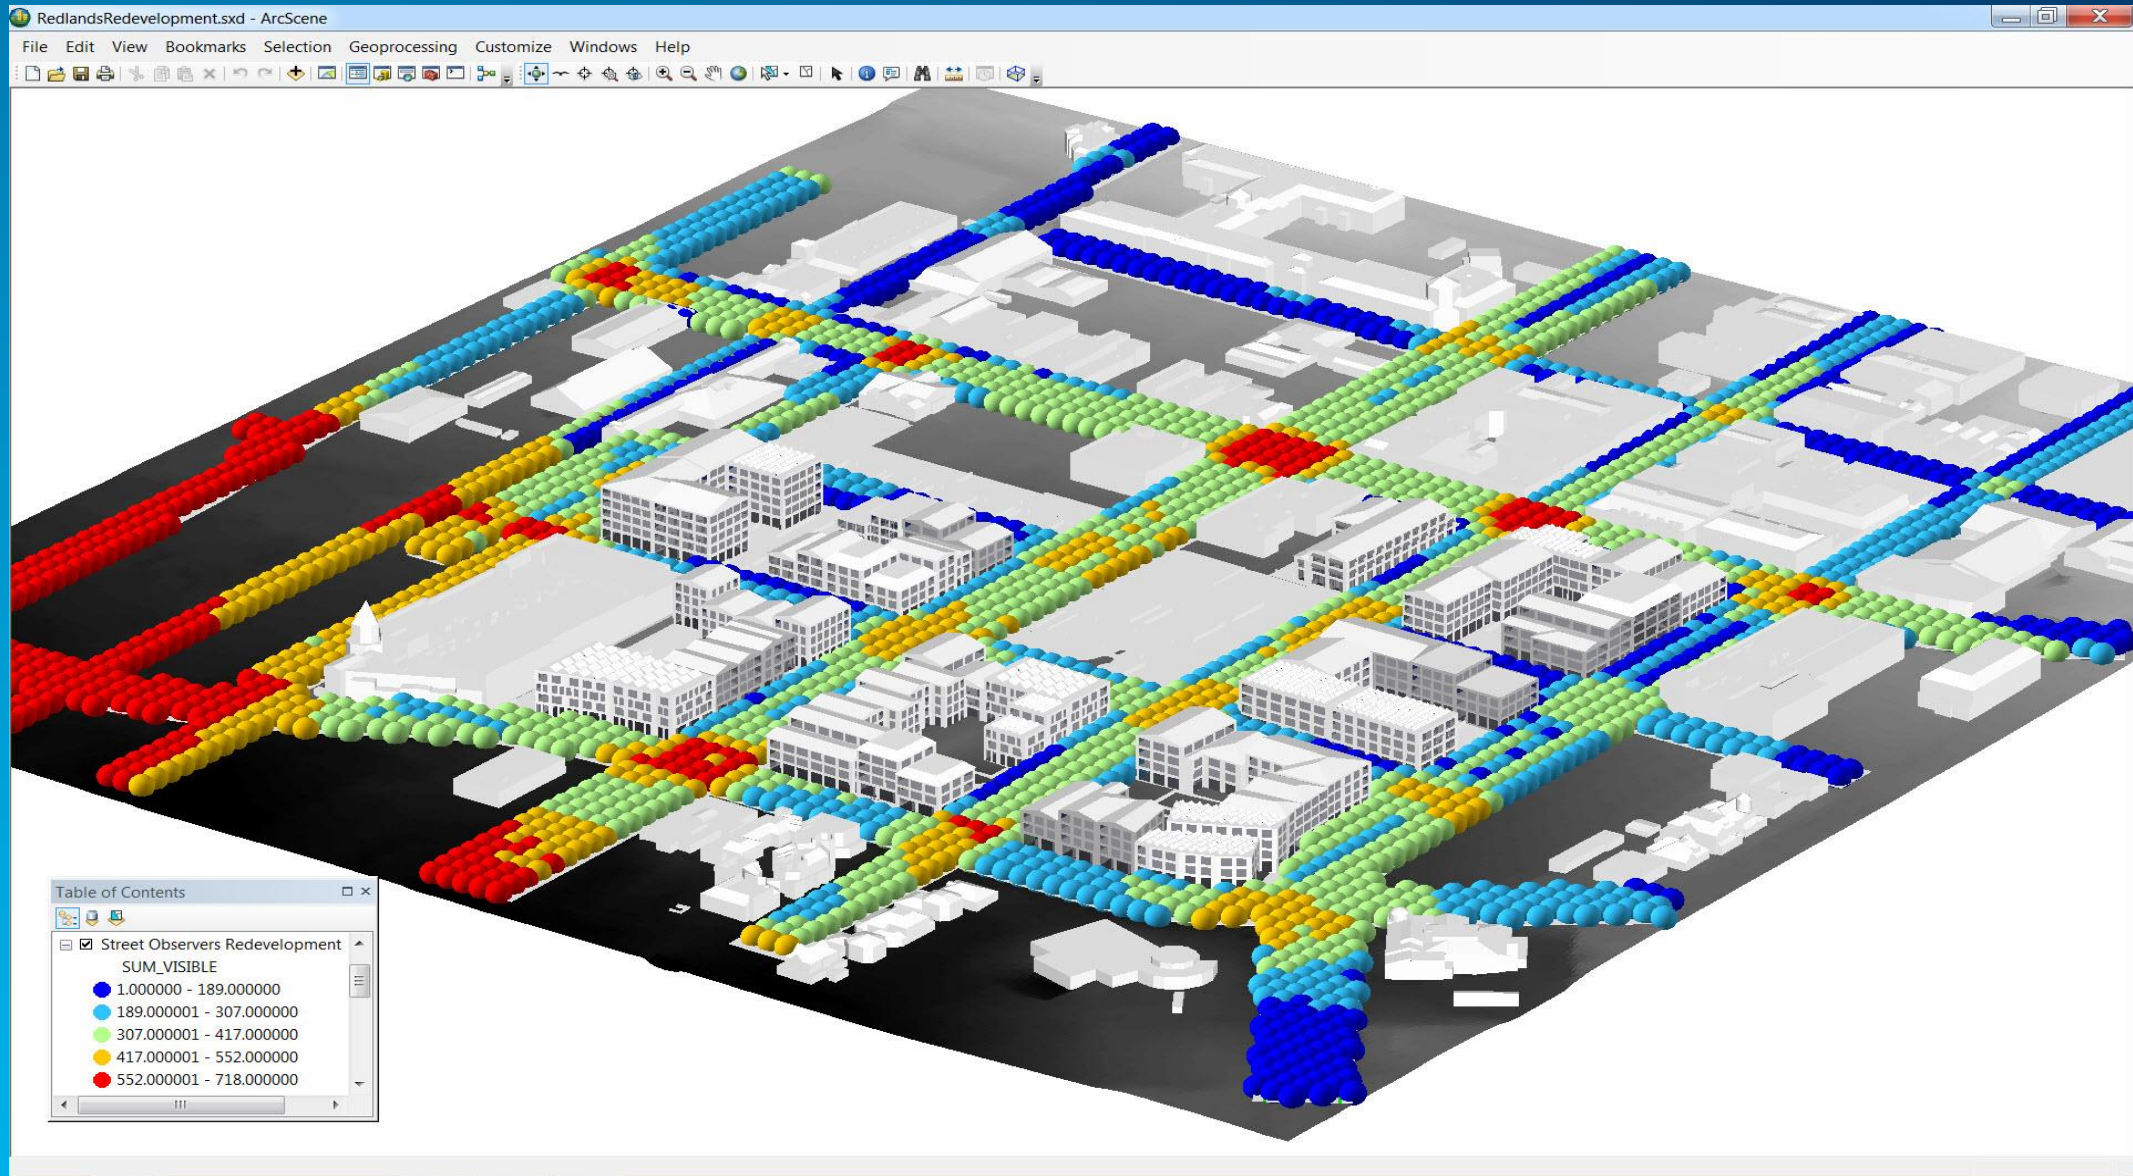 RedlandsRedevelopment.sxd - ArcScene
File Edit View Bookmarks Selection Geoprocessing Customize Windows Help
Table of Contents
Street Observers Redevelopment
SUM_VISIBLE
1.000000 - 189.000000
189.000001 - 307.000000
307.000001 - 417.000000
417.000001 - 552.000000
552.000001 - 718.000000